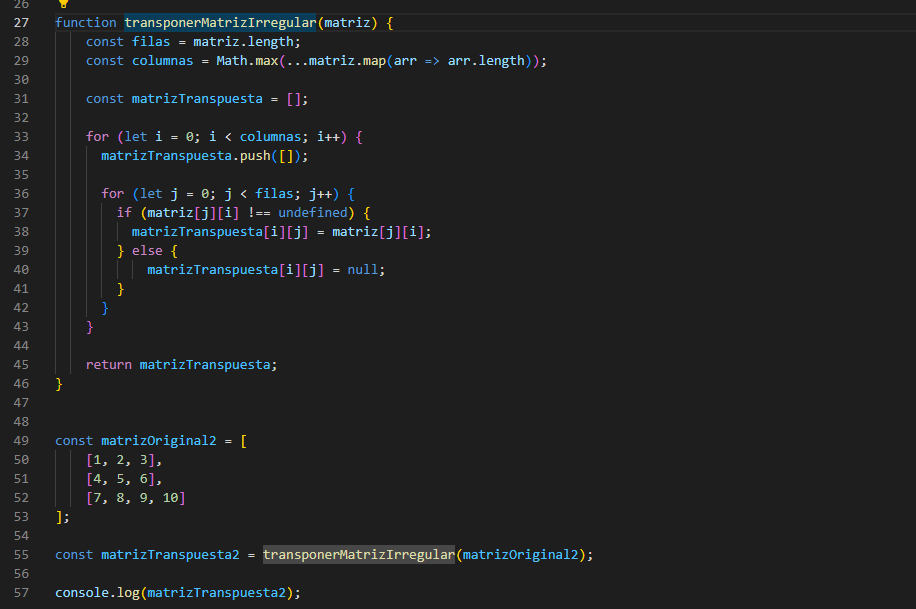 26
27 function transponerMatrizIrregular(matriz) {
28     const filas = matriz.length;
29     const columnas = Math.max(...matriz.map(arr => arr.length));
30
31     const matrizTranspuesta = [];
32
33     for (let i = 0; i < columnas; i++) {
34       matrizTranspuesta.push([]);
35
36       for (let j = 0; j < filas; j++) {
37         if (matriz[j][i] !== undefined) {
38           matrizTranspuesta[i][j] = matriz[j][i];
39         } else {
40             matrizTranspuesta[i][j] = null;
41         }
42       }
43     }
44
45     return matrizTranspuesta;
46 }
47
48
49 const matrizOriginal2 = [
50     [1, 2, 3],
51     [4, 5, 6],
52     [7, 8, 9, 10]
53 ];
54
55 const matrizTranspuesta2 = transponerMatrizIrregular(matrizOriginal2);
56
57 console.log(matrizTranspuesta2);